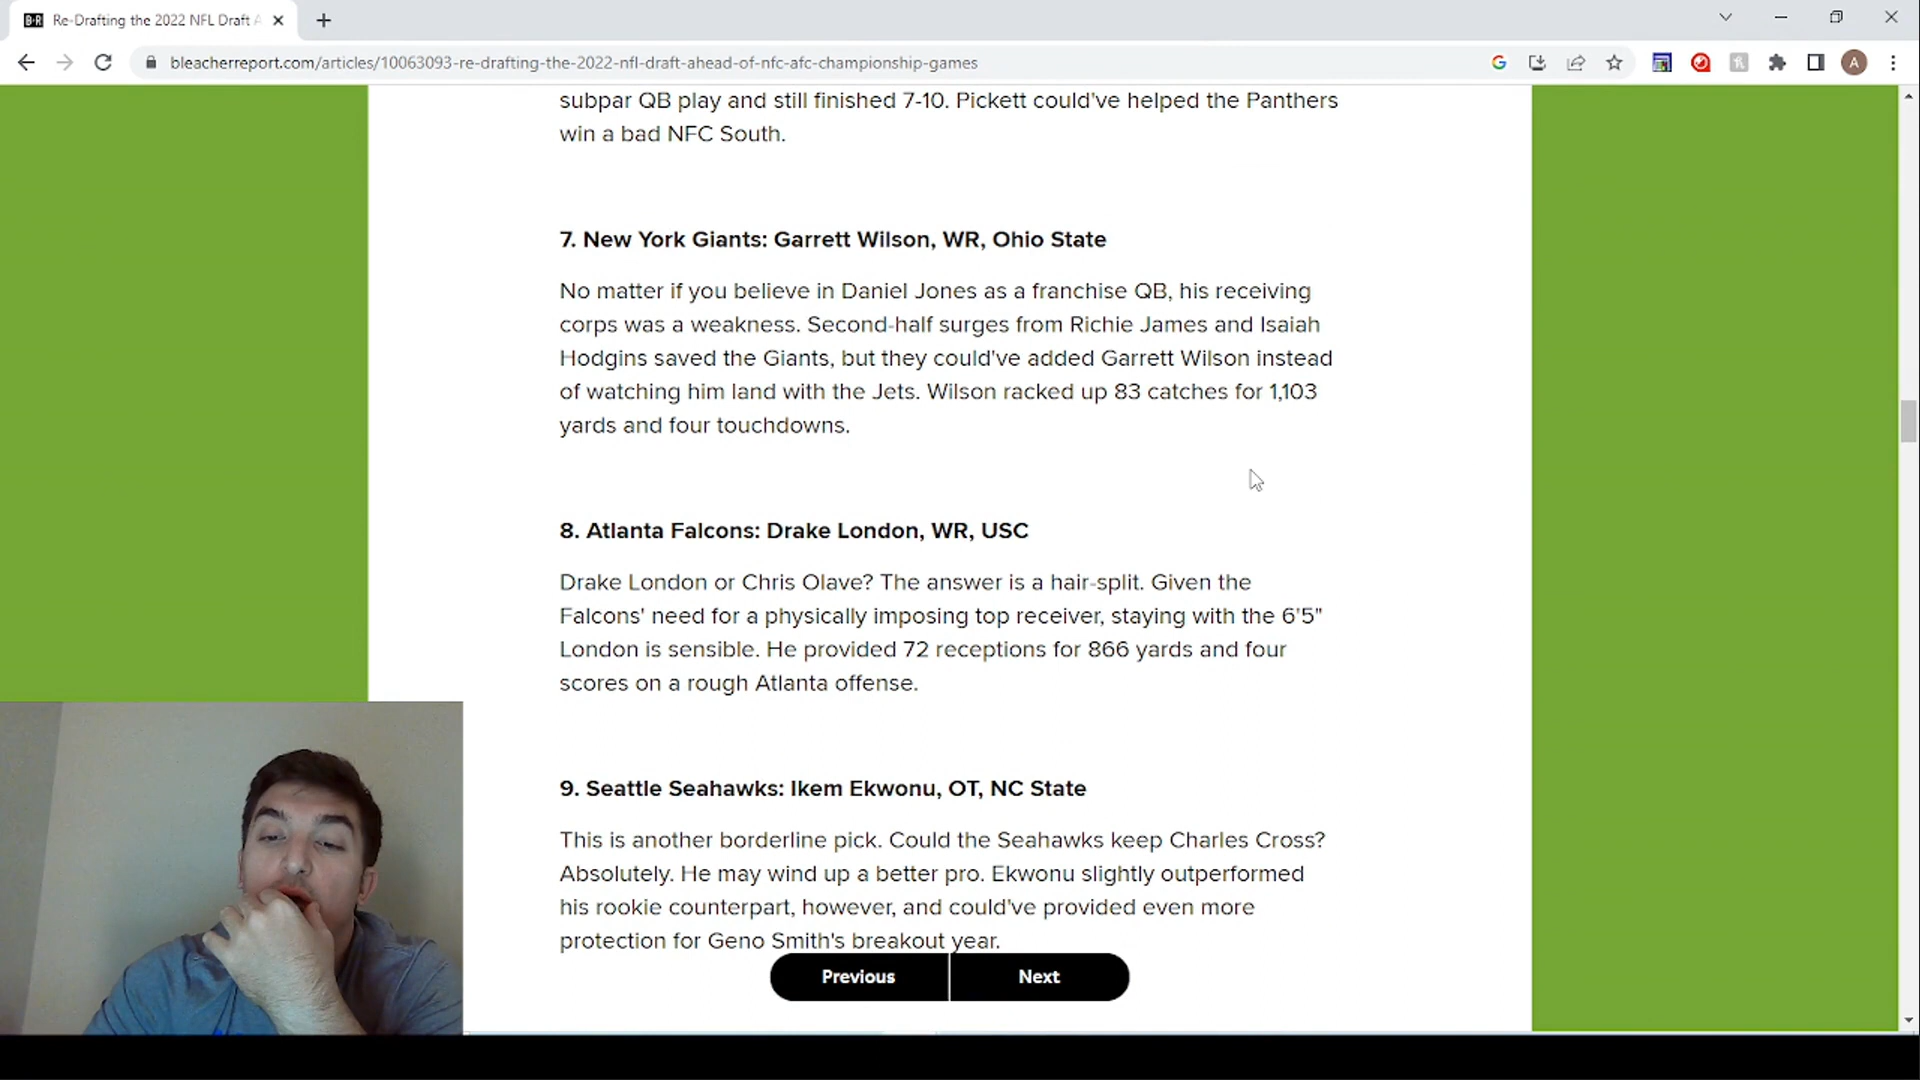 B/R Re-Drafting the 2022 NFL Draft A
bleacherreport.com/articles/10063093-re-drafting-the-2022-nfl-draft-ahead-of-nfc-afc-championship-games
A
subpar QB play and still finished 7-10. Pickett could've helped the Panthers
win a bad NFC South.
7. New York Giants: Garrett Wilson, WR, Ohio State
No matter if you believe in Daniel Jones as a franchise QB, his receiving
corps was a weakness. Second-half surges from Richie James and Isaiah
Hodgins saved the Giants, but they could've added Garrett Wilson instead
of watching him land with the Jets. Wilson racked up 83 catches for 1,103
yards and four touchdowns.
8. Atlanta Falcons: Drake London, WR, USC
Drake London or Chris Olave? The answer is a hair-split. Given the
Falcons' need for a physically imposing top receiver, staying with the 6'5"
London is sensible. He provided 72 receptions for 866 yards and four
scores on a rough Atlanta offense.
9. Seattle Seahawks: Ikem Ekwonu, OT, NC State
This is another borderline pick. Could the Seahawks keep Charles Cross?
Absolutely. He may wind up a better pro. Ekwonu slightly outperformed
his rookie counterpart, however, and could've provided even more
protection for Geno Smith's breakout year.
Previous Next